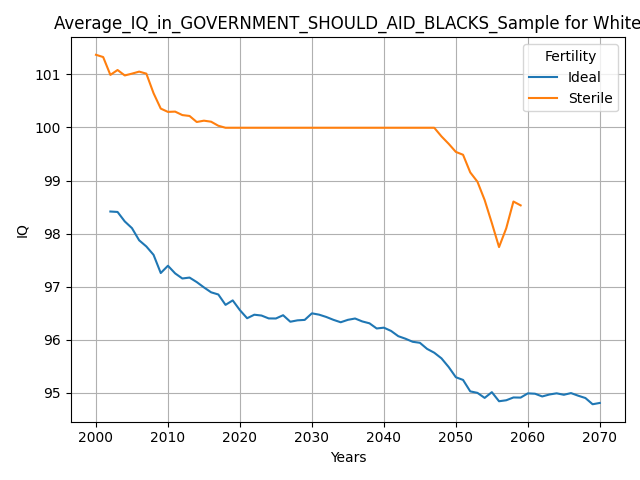 Average_IQ_in_GOVERNMENT_SHOULD_AID_BLACKS_Sample for White
Fertility
Ideal
Sterile
101
100
99
98
97
96
95
IQ
2000 2010 2020 2030 2040 2050 2060 2070
Years